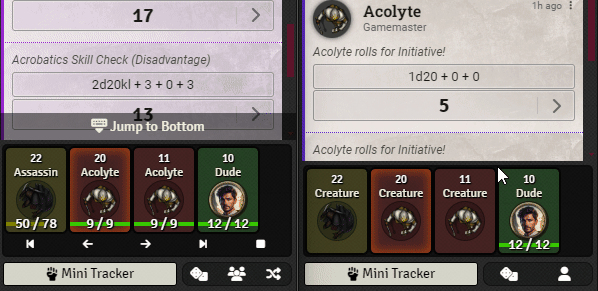 17
Acrobatics Skill Check (Disadvantage)
2d20kl + 3 + 0 + 3
13
Jump to Bottom
22
Assassin
50 / 78
20
Acolyte
9 / 9
11
Acolyte
9 / 9
10
Dude
12 / 12
Mini Tracker
Acolyte
Gamemaster
1h ago
Acolyte rolls for Initiative!
1d20 + 0 + 0
5
Acolyte rolls for Initiative!
22
Creature
20
Creature
11
Creature
10
Dude
12 / 12
Mini Tracker